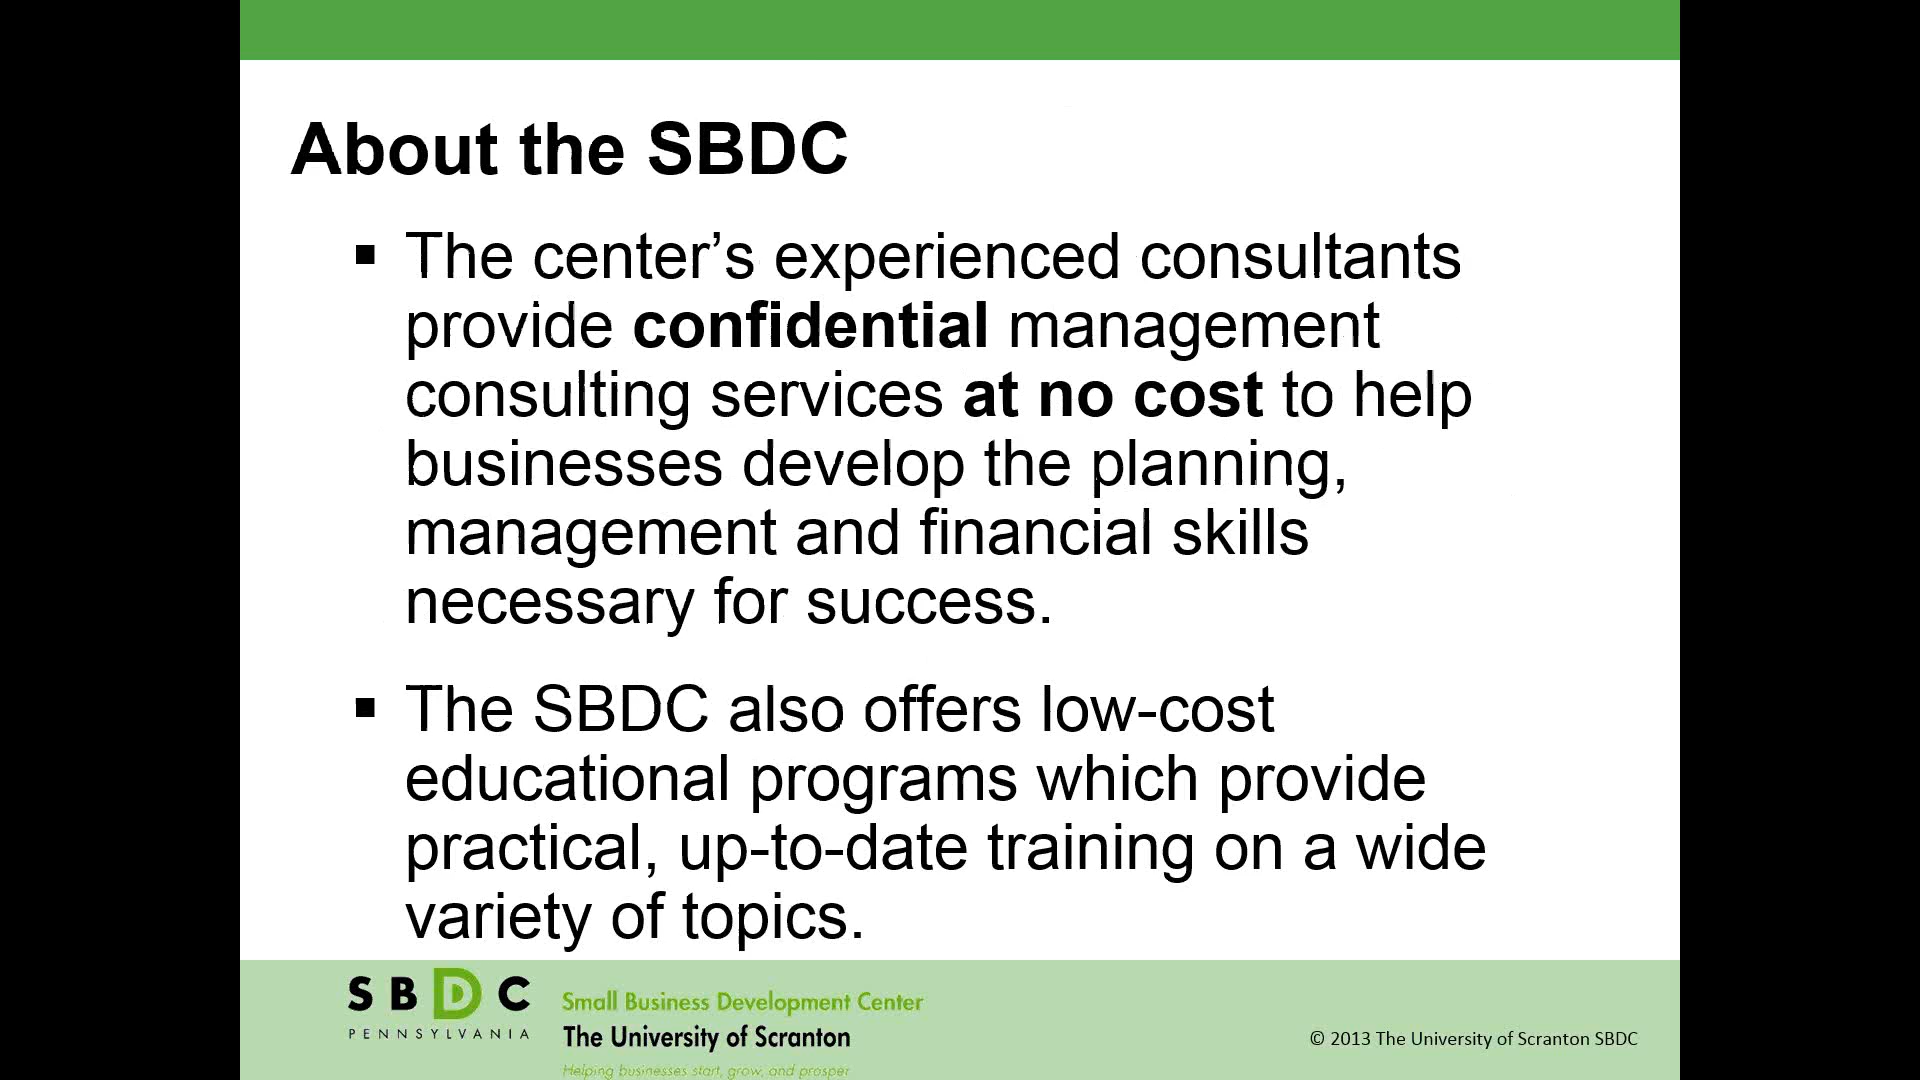 About the SBDC
▪ The center’s experienced consultants
provide confidential management
consulting services at no cost to help
businesses develop the planning,
management and financial skills
necessary for success.
▪ The SBDC also offers low-cost
educational programs which provide
practical, up-to-date training on a wide
variety of topics.
SBDC
PENNSYLVANIA
Small Business Development Center
The University of Scranton
Helping businesses start, grow, and prosper
© 2013 The University of Scranton SBDC